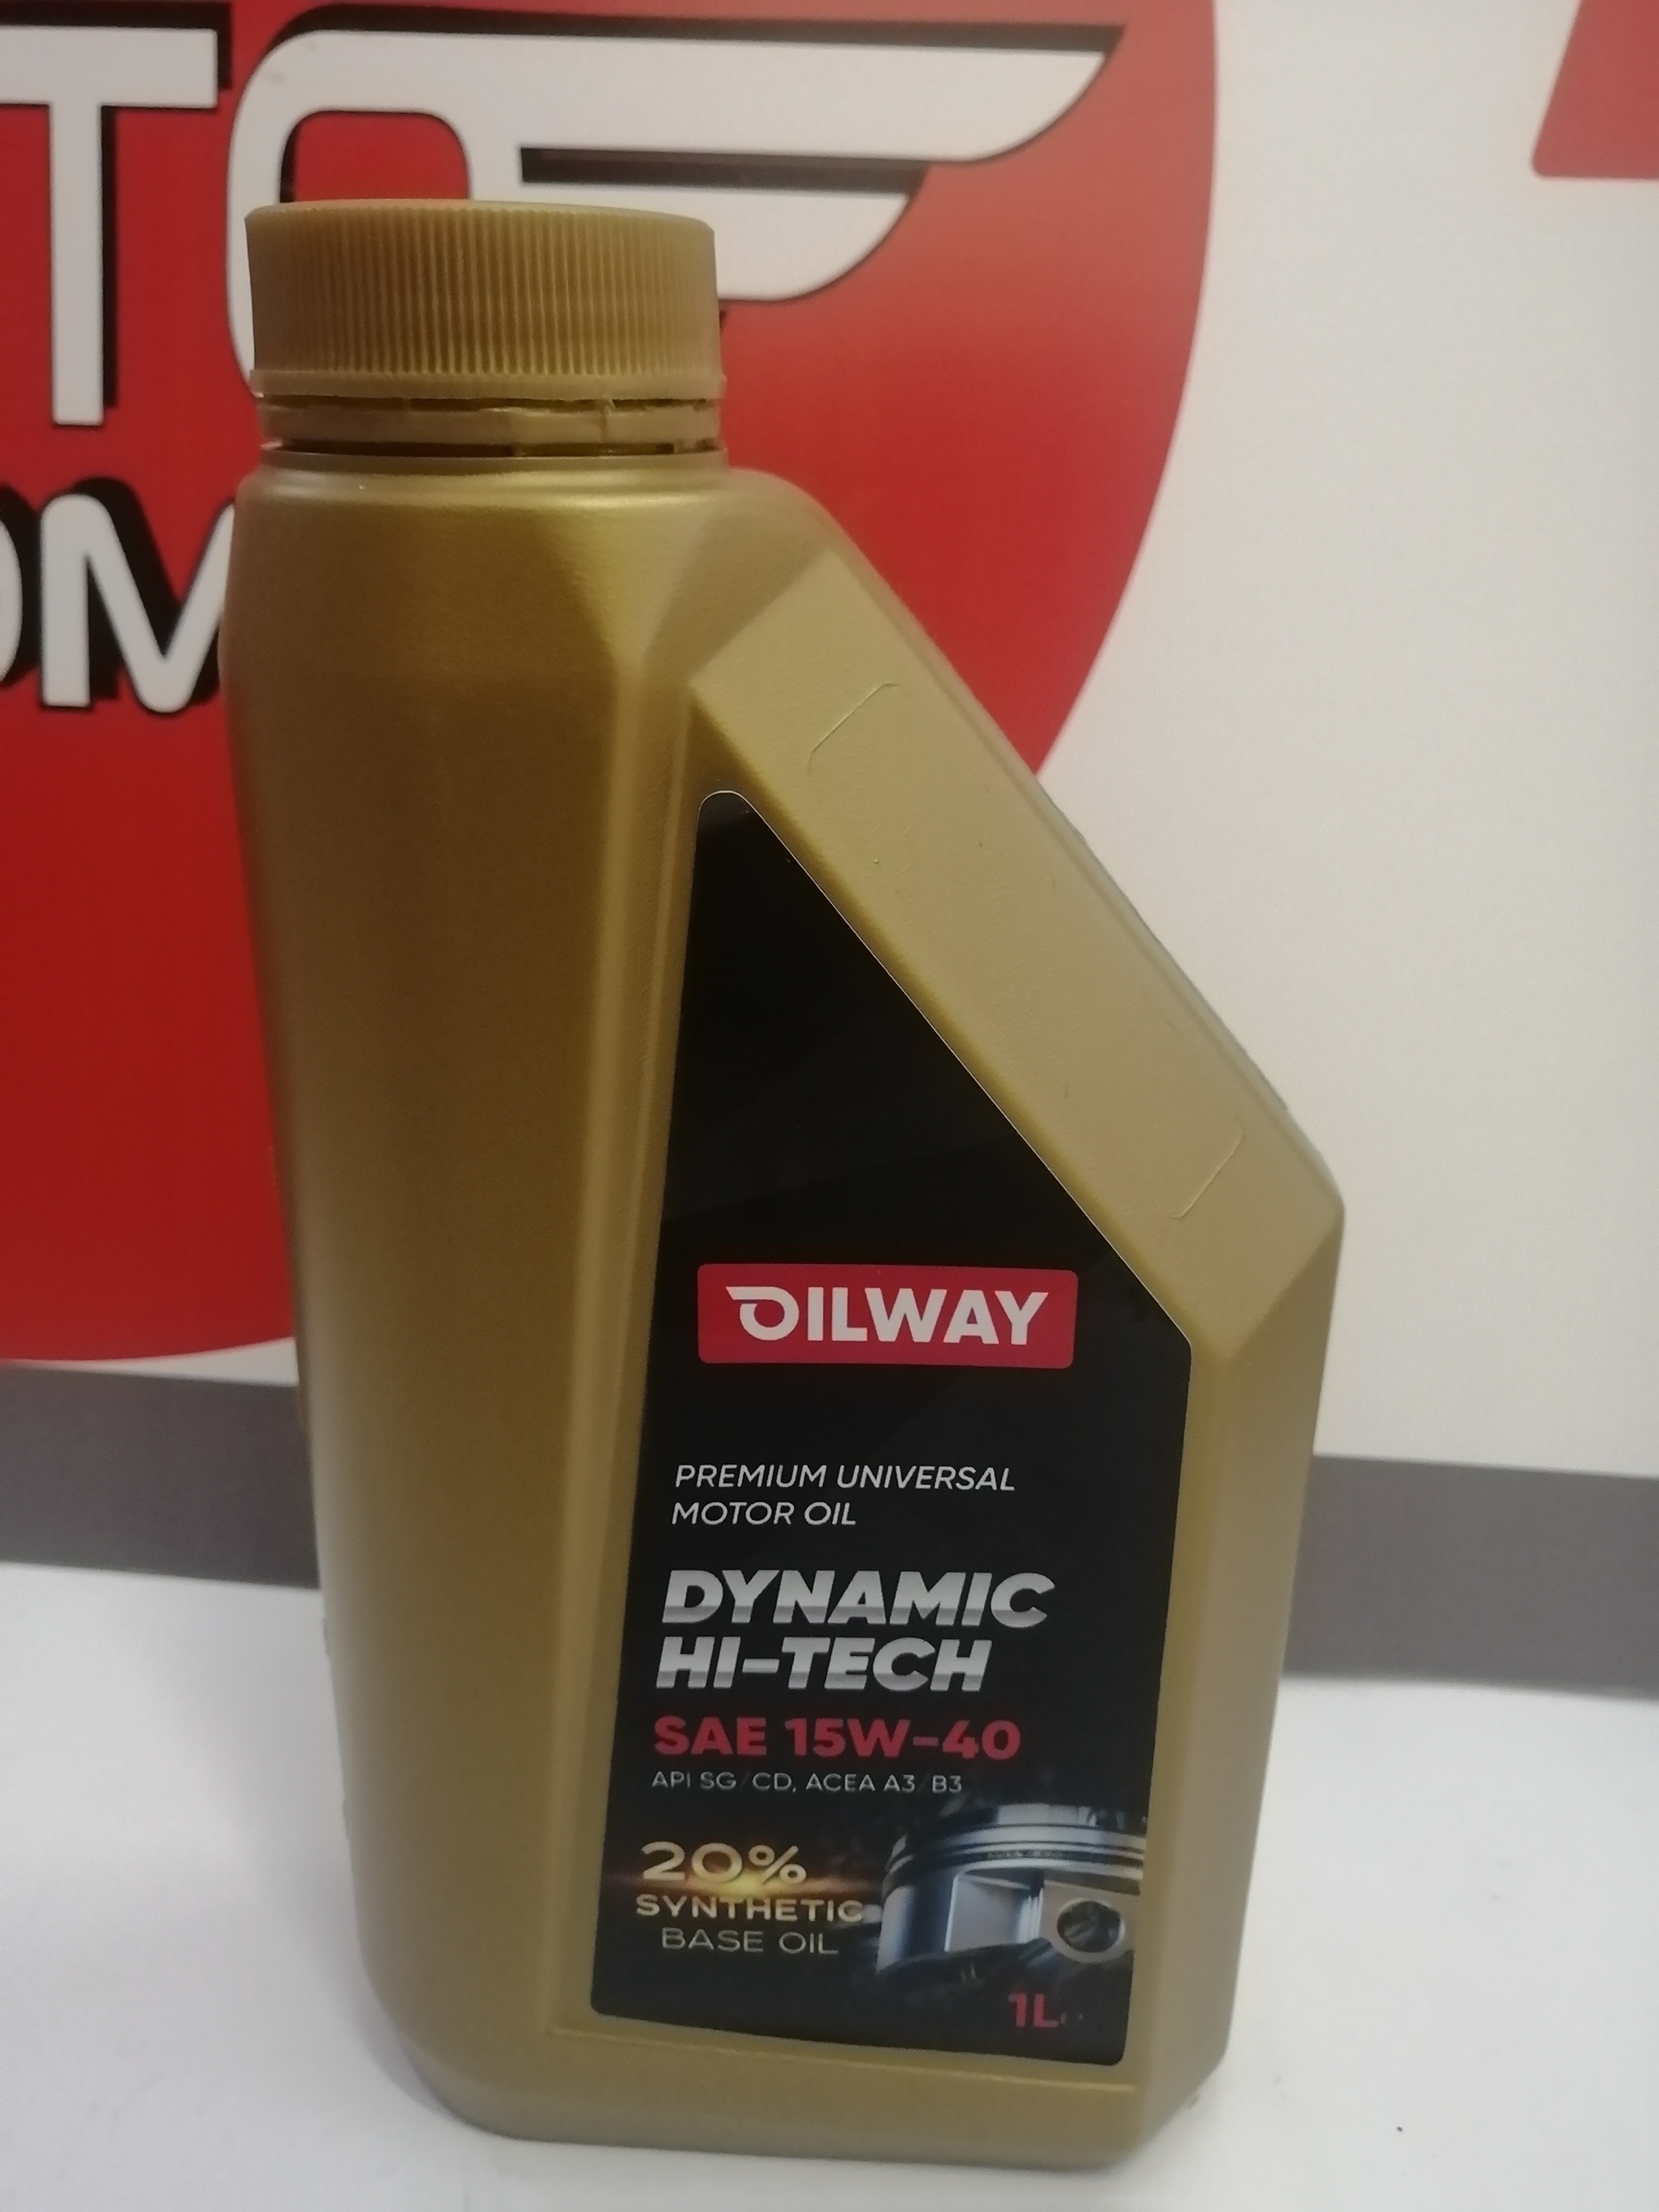 OILWAY
PREMIUM UNIVERSAL
MOTOR OIL
DYNAMIC
HI-TECH
SAE 15W-40
API SG/CD, ACEA A3/B3
20%
SYNTHETIC
BASE OIL
1L